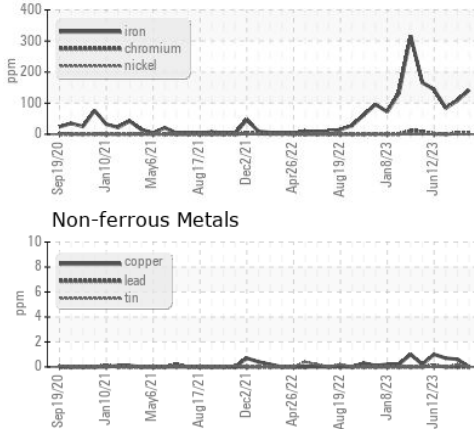 400
300
200
100
0
ppm
iron
chromium
nickel
Sep19/20
Jan10/21
May6/21
Aug17/21
Dec2/21
Apr26/22
Aug19/22
Jan8/23
Jun12/23
Non-ferrous Metals
10
8
6
4
2
0
ppm
copper
lead
tin
Sep19/20
Jan10/21
May6/21
Aug17/21
Dec2/21
Apr26/22
Aug19/22
Jan8/23
Jun12/23